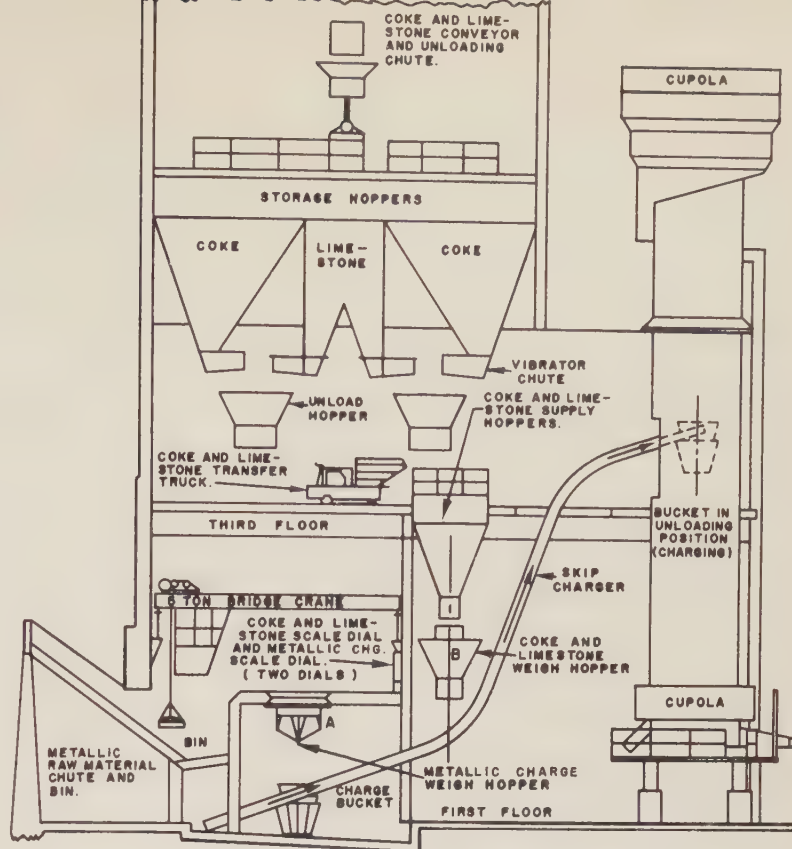 COKE AND LIME-
STONE CONVEYOR
AND UNLOADING
CHUTE.
CUPOLA
STORAGE HOPPERS
COKE
LIME-
STONE
COKE
VIBRATOR
CHUTE
UNLOAD
HOPPER
COKE AND LIME-
STONE SUPPLY
HOPPERS.
COKE AND LIME-
STONE TRANSFER
TRUCK.
THIRD FLOOR
BUCKET IN
UNLOADING
POSITION
(CHARGING)
SKIP
CHARGER
6 TON BRIDGE CRANE
COKE AND LIME-
STONE SCALE DIAL
AND METALLIC CHG.
SCALE DIAL.
(TWO DIALS)
B
COKE AND
LIMESTONE
WEIGH HOPPER
A
CUPOLA
BIN
METALLIC
RAW MATERIAL
CHUTE AND
BIN.
CHARGE
BUCKET
METALLIC CHARGE
WEIGH HOPPER
FIRST FLOOR